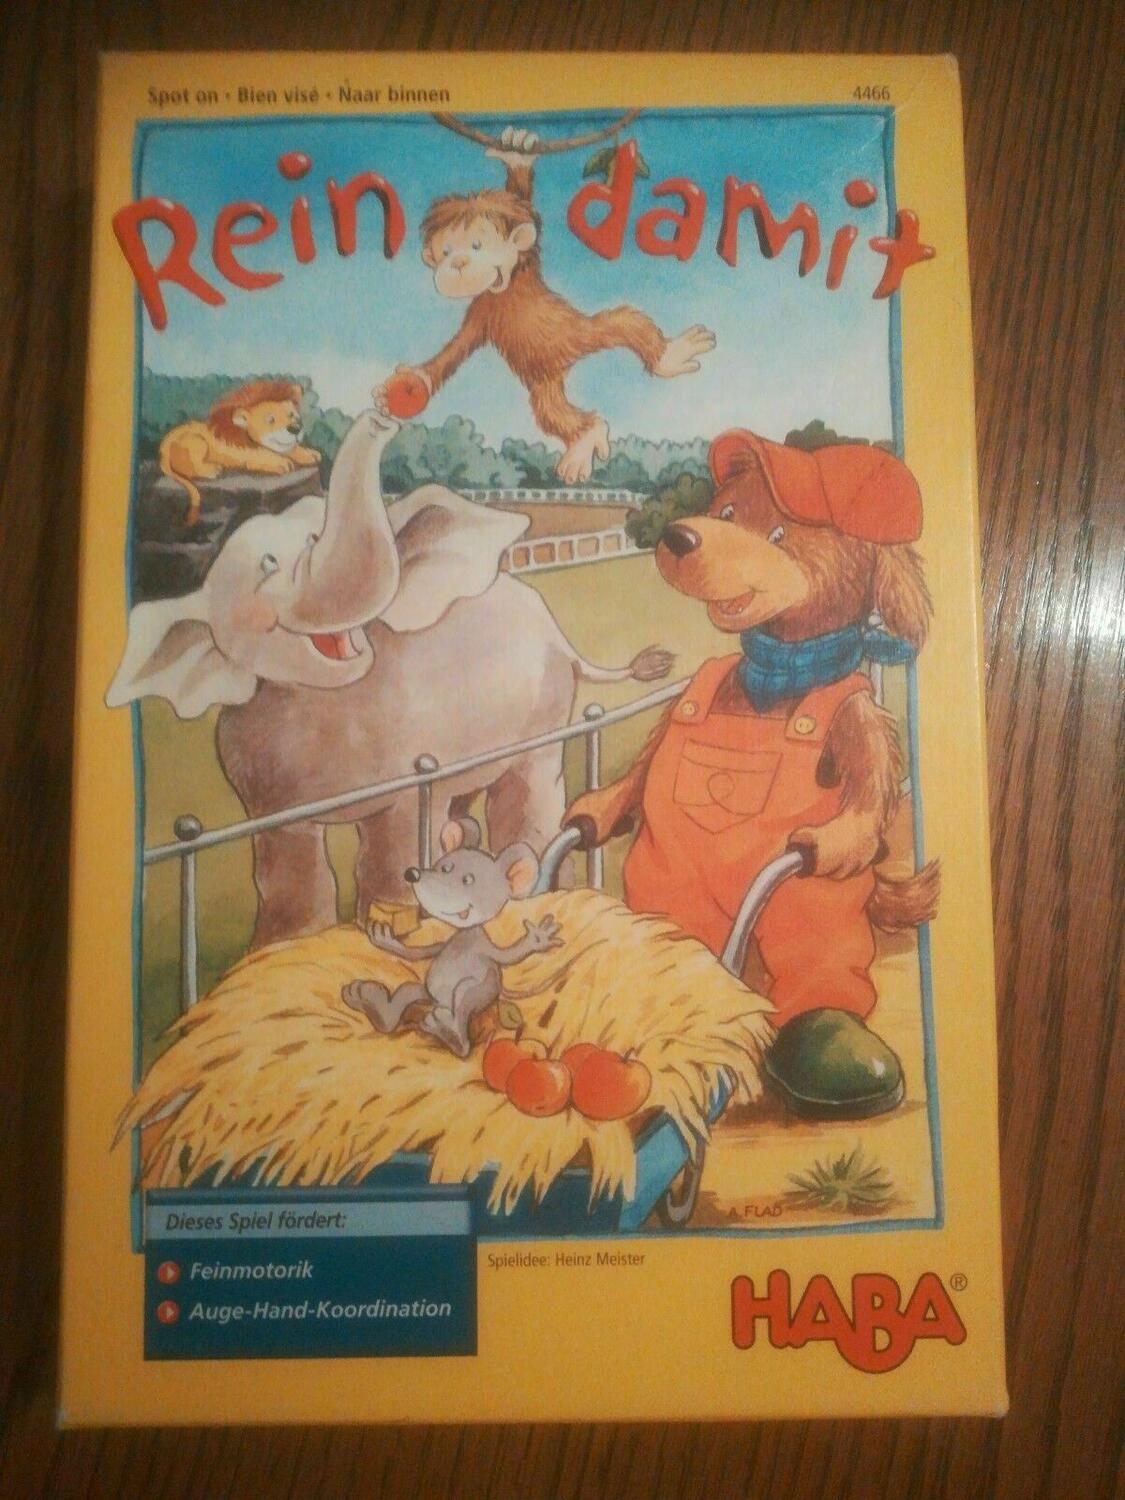 Spot on • Bien visé • Naar binnen
4466
Rein damit
A. FLAD
Dieses Spiel fördert:
Feinmotorik
Auge-Hand-Koordination
Spielidee: Heinz Meister
HABA®